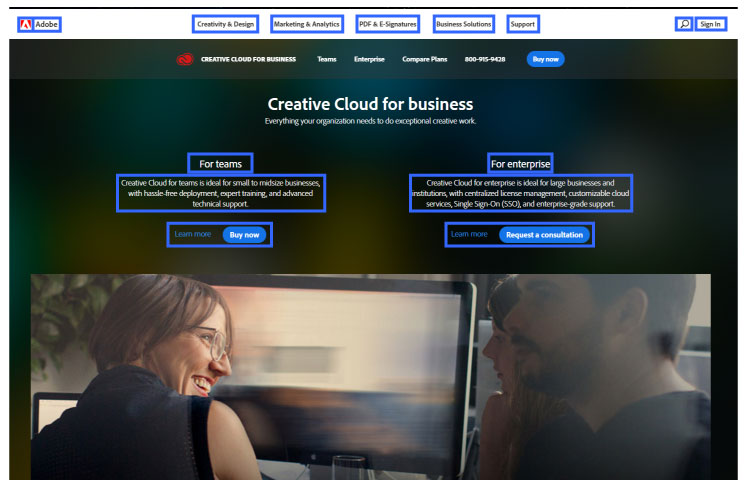 Adobe
Creativity & Design
Marketing & Analytics
PDF & E-Signatures
Business Solutions
Support
Sign In
CREATIVE CLOUD FOR BUSINESS
Teams
Enterprise
Compare Plans
800-915-9428
Buy now
Creative Cloud for business
Everything your organization needs to do exceptional creative work.
For teams
Creative Cloud for teams is ideal for small to midsize businesses,
with hassle-free deployment, expert training, and advanced
technical support.
Learn more
Buy now
For enterprise
Creative Cloud for enterprise is ideal for large businesses and
institutions, with centralized license management, customizable cloud
services, Single Sign-On (SSO), and enterprise-grade support.
Learn more
Request a consultation